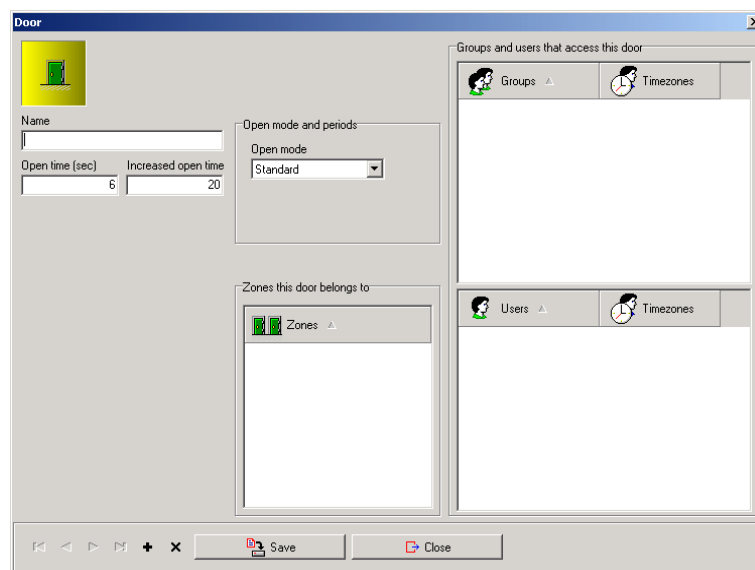 Door
Name
Open time (sec)
Increased open time
6
20
Open mode and periods
Open mode
Standard
Zones this door belongs to
Zones
Groups and users that access this door
Groups
Timezones
Users
Timezones
Save
Close